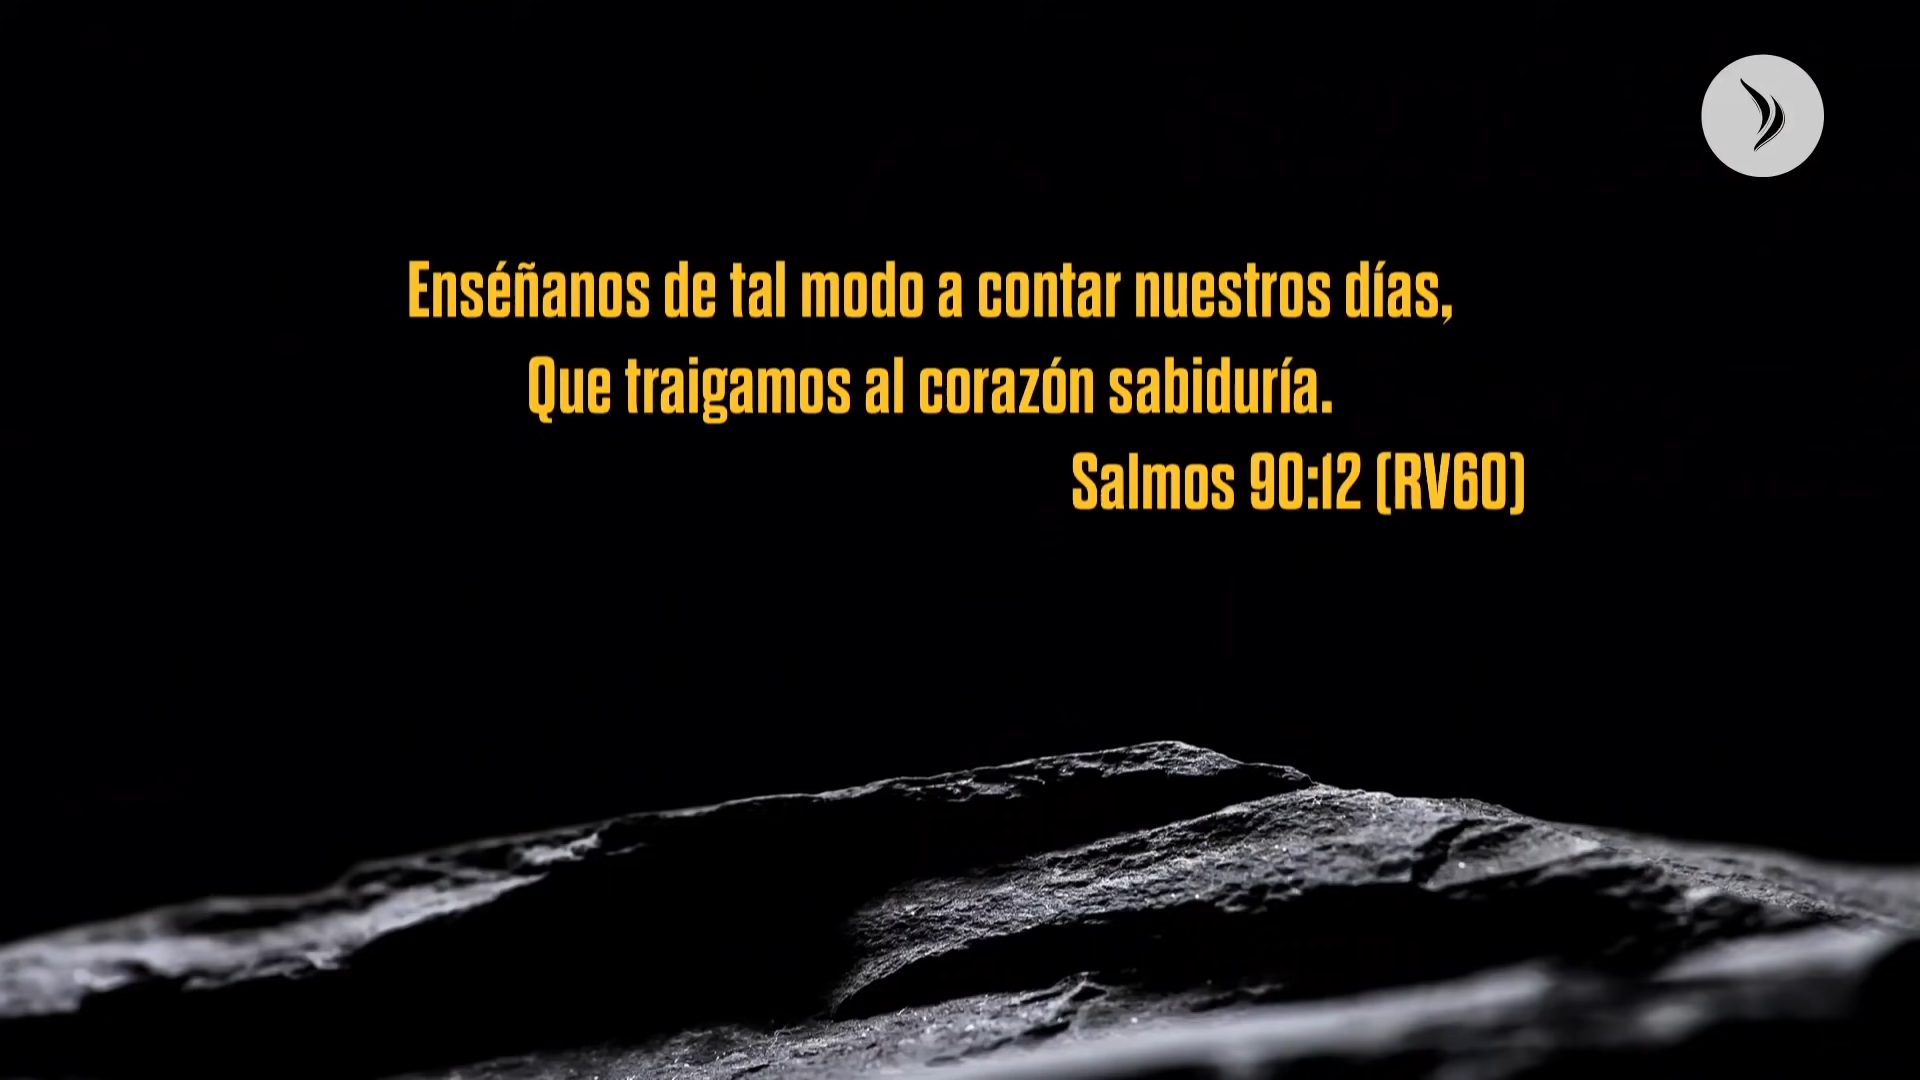 Enséñanos de tal modo a contar nuestros días,
Que traigamos al corazón sabiduría.
Salmos 90:12 (RV60)